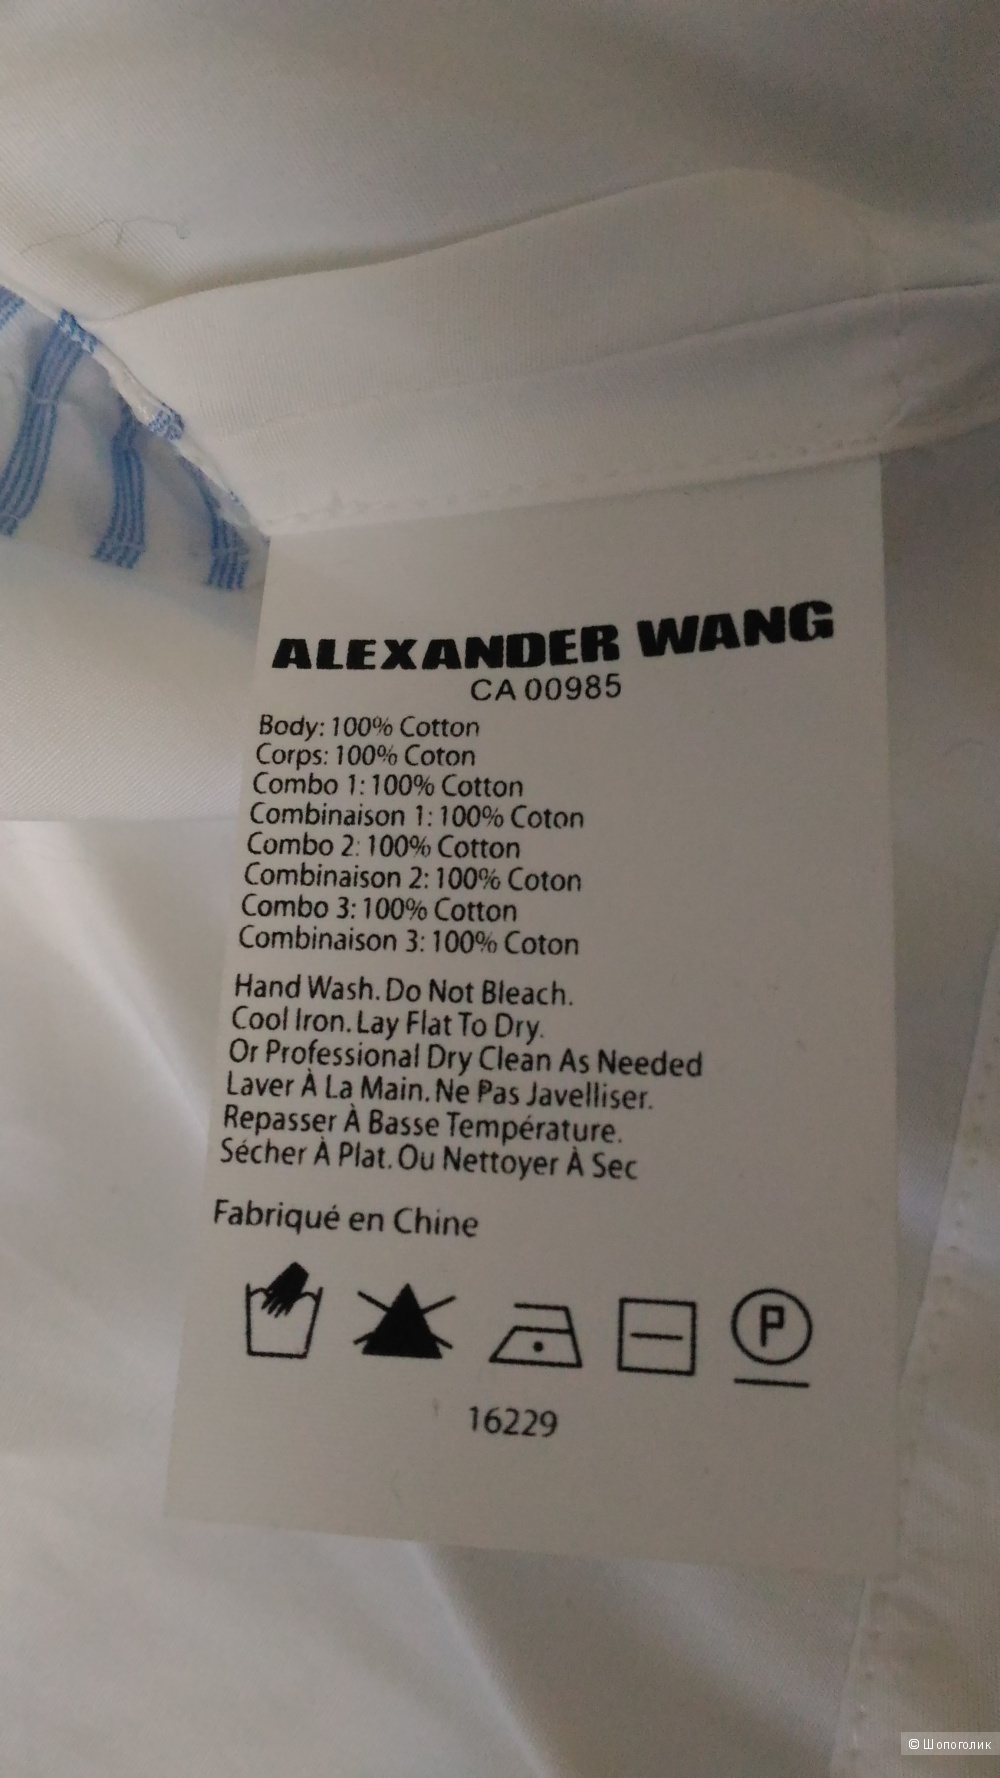 ALEXANDER WANG
CA 00985
Body: 100% Cotton
Corps: 100% Coton
Combo 1: 100% Cotton
Combinaison 1: 100% Coton
Combo 2: 100% Cotton
Combinaison 2: 100% Coton
Combo 3: 100% Cotton
Combinaison 3: 100% Coton
Hand Wash. Do Not Bleach.
Cool Iron. Lay Flat To Dry.
Or Professional Dry Clean As Needed
Laver À La Main. Ne Pas Javelliser.
Repasser À Basse Température.
Sécher À Plat. Ou Nettoyer À Sec
Fabriqué en Chine
P
16229
© Шопоголик